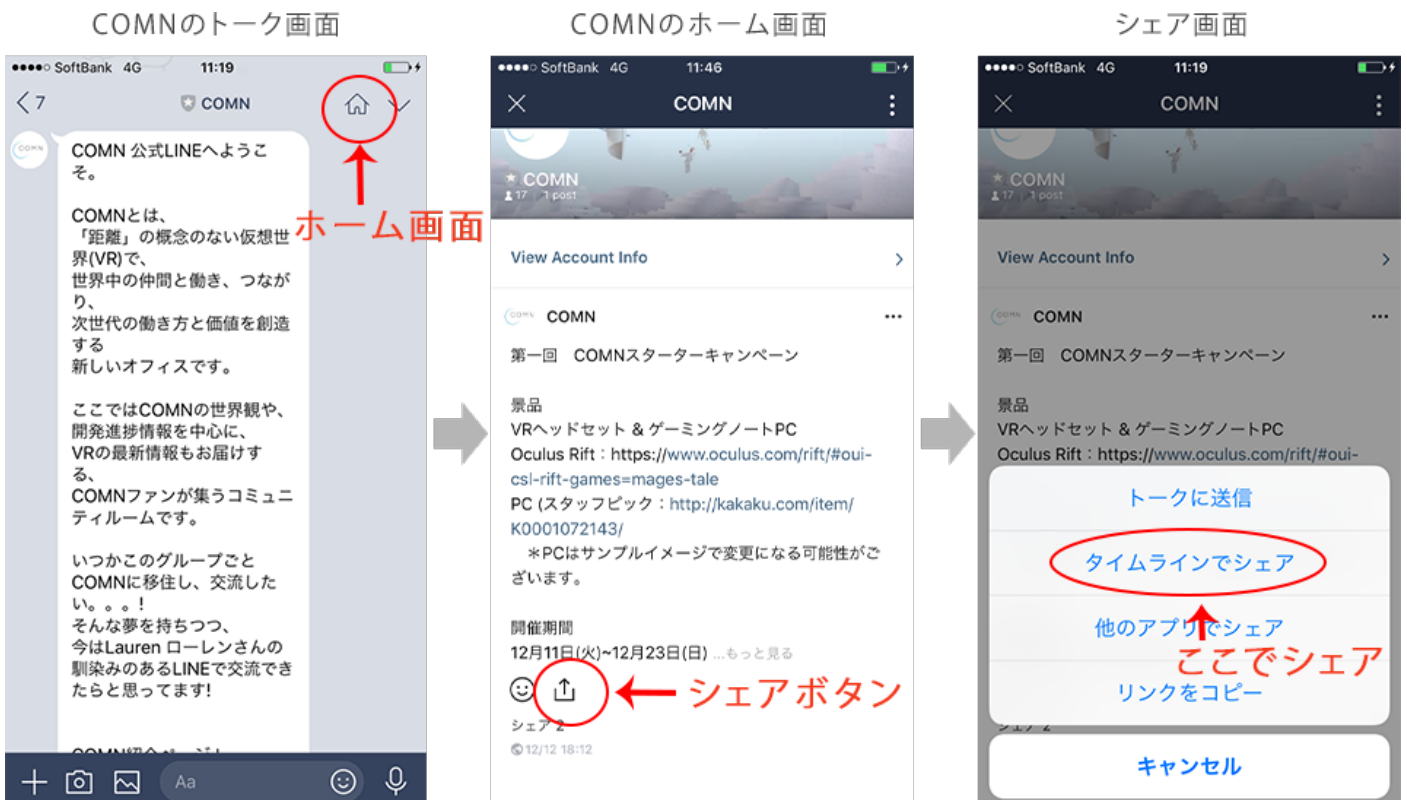 COMNのトーク画面
●●●●○ SoftBank 4G 11:19
7
COMN
ホーム画面
COMN
COMN 公式LINEへようこ
そ。
COMNとは、
「距離」の概念のない仮想世
界(VR)で、
世界中の仲間と働き、つなが
り、
次世代の働き方と価値を創造
する
新しいオフィスです。
ここではCOMNの世界観や、
開発進捗情報を中心に、
VRの最新情報もお届けす
る、
COMNファンが集うコミュニ
ティルームです。
いつかこのグループごと
COMNに移住し、交流した
い。。。!
そんな夢を持ちつつ、
今はLauren ローレンさんの
馴染みのあるLINEで交流でき
たらと思ってます!
COMN紹介ページ!
Aa
COMNのホーム画面
●●●●○ SoftBank 4G 11:46
COMN
★ COMN
17 1 post
View Account Info
COMN COMN
第一回 COMNスターターキャンペーン
景品
VRヘッドセット & ゲーミングノートPC
Oculus Rift：https://www.oculus.com/rift/#oui-
csl-rift-games=mages-tale
PC (スタッフピック：http://kakaku.com/item/
K0001072143/
＊PCはサンプルイメージで変更になる可能性がご
ざいます。
開催期間
12月11日(火)~12月23日(日) ...もっと見る
シェアボタン
シェア 2
12/12 18:12
シェア画面
●●●●○ SoftBank 4G 11:19
COMN
★ COMN
17 1 post
View Account Info
COMN COMN
第一回 COMNスターターキャンペーン
景品
VRヘッドセット & ゲーミングノートPC
Oculus Rift：https://www.oculus.com/rift/#oui-
トークに送信
タイムラインでシェア
他のアプリでシェア
ここでシェア
リンクをコピー
シェア 2
キャンセル